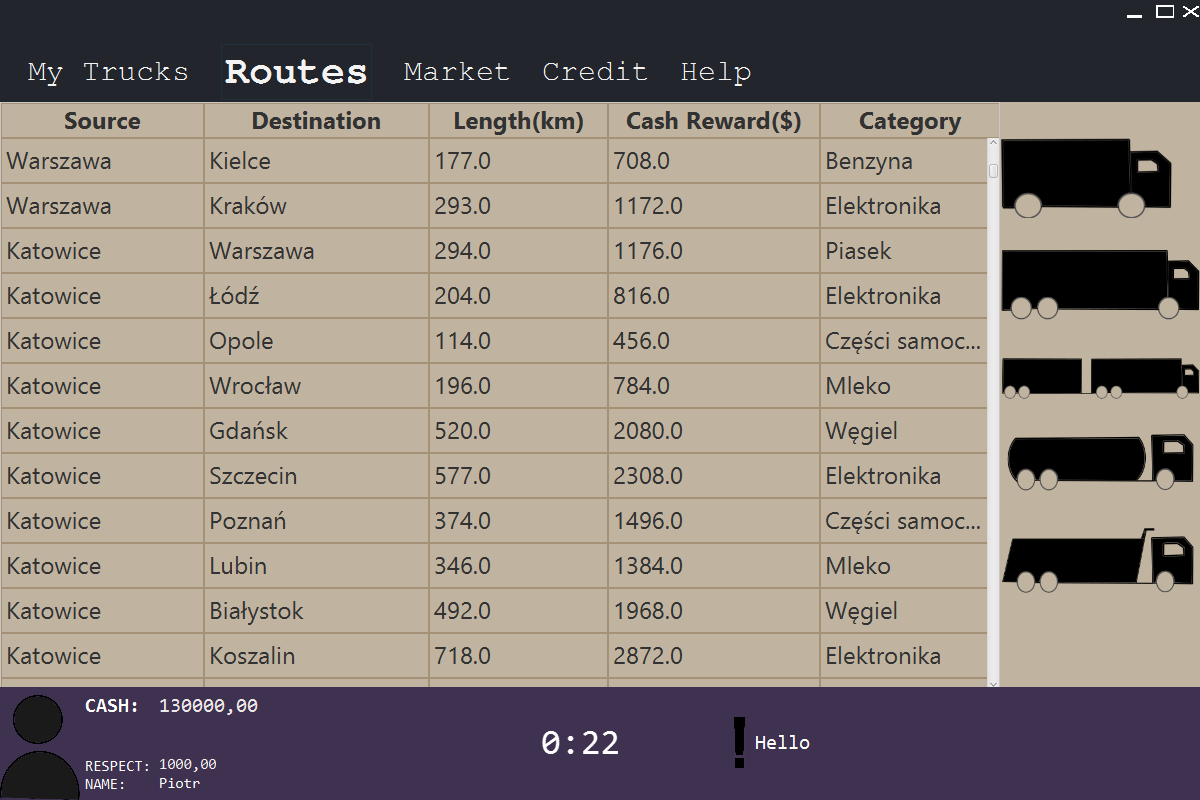 My Trucks Routes Market Credit Help
Source Destination Length(km) Cash Reward($) Category
Warszawa Kielce 177.0 708.0 Benzyna
Warszawa Kraków 293.0 1172.0 Elektronika
Katowice Warszawa 294.0 1176.0 Piasek
Katowice Łódź 204.0 816.0 Elektronika
Katowice Opole 114.0 456.0 Części samoc...
Katowice Wrocław 196.0 784.0 Mleko
Katowice Gdańsk 520.0 2080.0 Węgiel
Katowice Szczecin 577.0 2308.0 Elektronika
Katowice Poznań 374.0 1496.0 Części samoc...
Katowice Lubin 346.0 1384.0 Mleko
Katowice Białystok 492.0 1968.0 Węgiel
Katowice Koszalin 718.0 2872.0 Elektronika
CASH: 130000,00
0:22
! Hello
RESPECT: 1000,00
NAME: Piotr